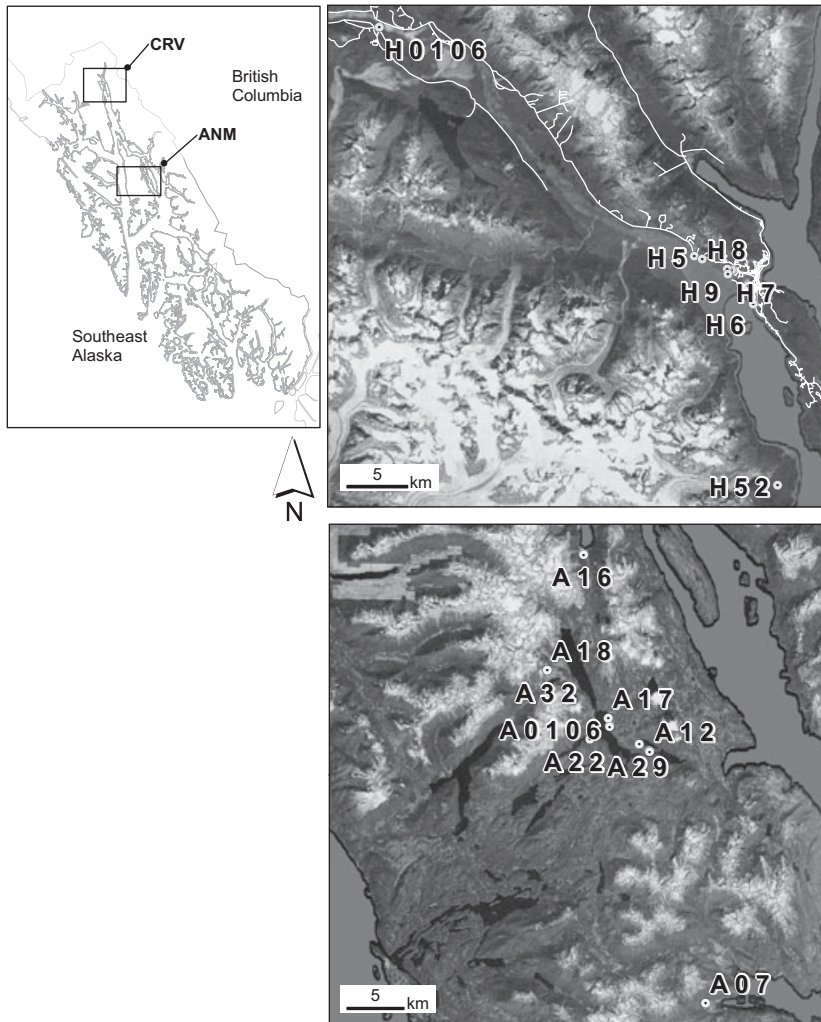 CRV
British
Columbia
ANM
Southeast
Alaska
N
H0106
H5
H8
H9
H7
H6
H52
5
km
A16
A18
A32
A17
A0106
A12
A22
A29
A07
5
km